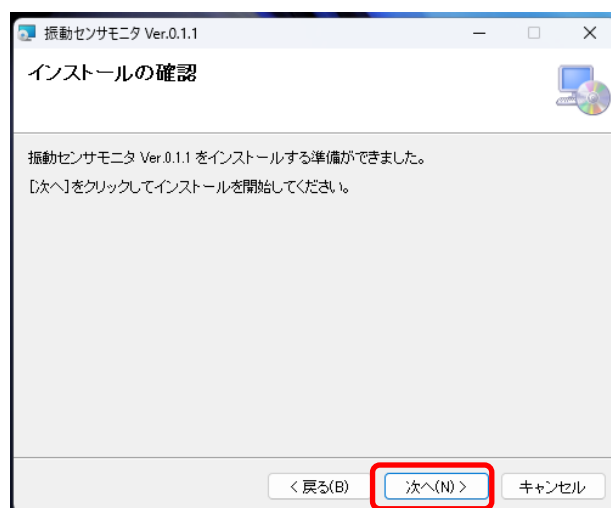 振動センサモニタ Ver.0.1.1
インストールの確認
振動センサモニタ Ver.0.1.1 をインストールする準備ができました。
[次へ]をクリックしてインストールを開始してください。
< 戻る(B)
次へ(N) >
キャンセル